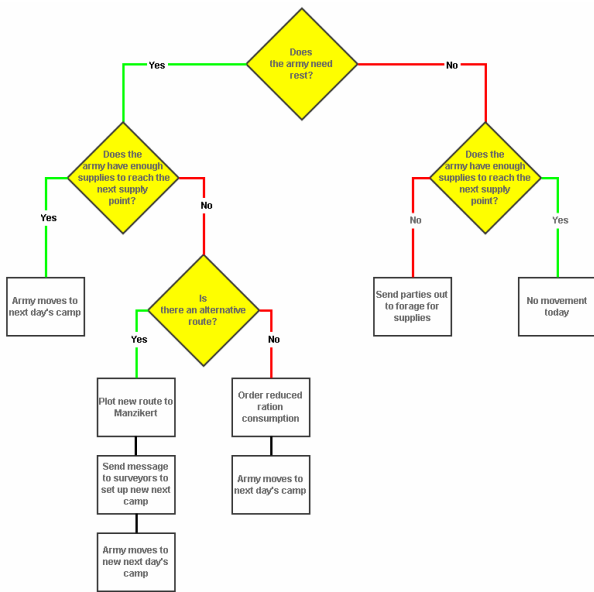 Does
the army need
rest?
Yes
No
Does the
army have enough
supplies to reach the
next supply
point?
Does the
army have enough
supplies to reach the
next supply
point?
Yes
No
No
Yes
Army moves to
next day's camp
Is
there an alternative
route?
Send parties out
to forage for
supplies
No movement
today
Yes
No
Plot new route to
Manzikert
Order reduced
ration
consumption
Send message
to surveyors to
set up new next
camp
Army moves to
next day's camp
Army moves to
new next day's
camp